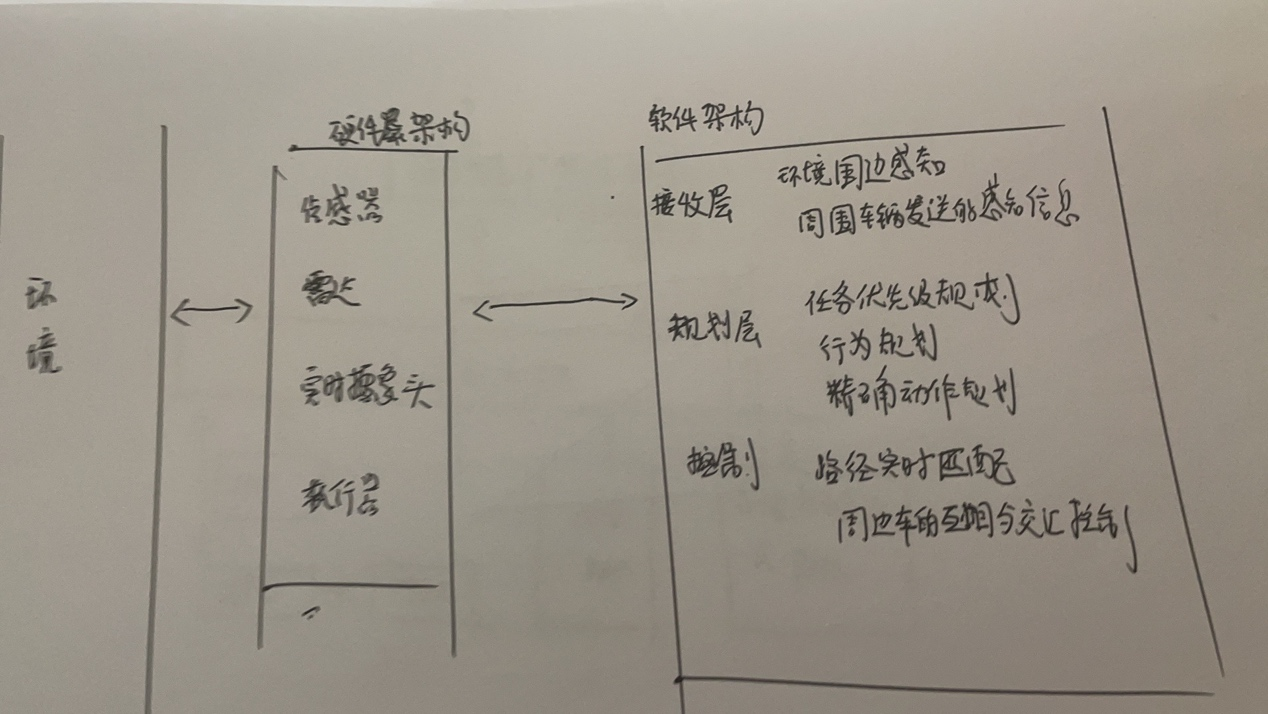 环
境
硬件架构
传感器
雷达
实时摄象头
执行器
软件架构
接收层
环境周边感知
周围车辆发送的感知信息
规划层
任务优先级规划
行为规划
精确动作规划
控制
路径实时匹配
周边车的互相与交汇控制